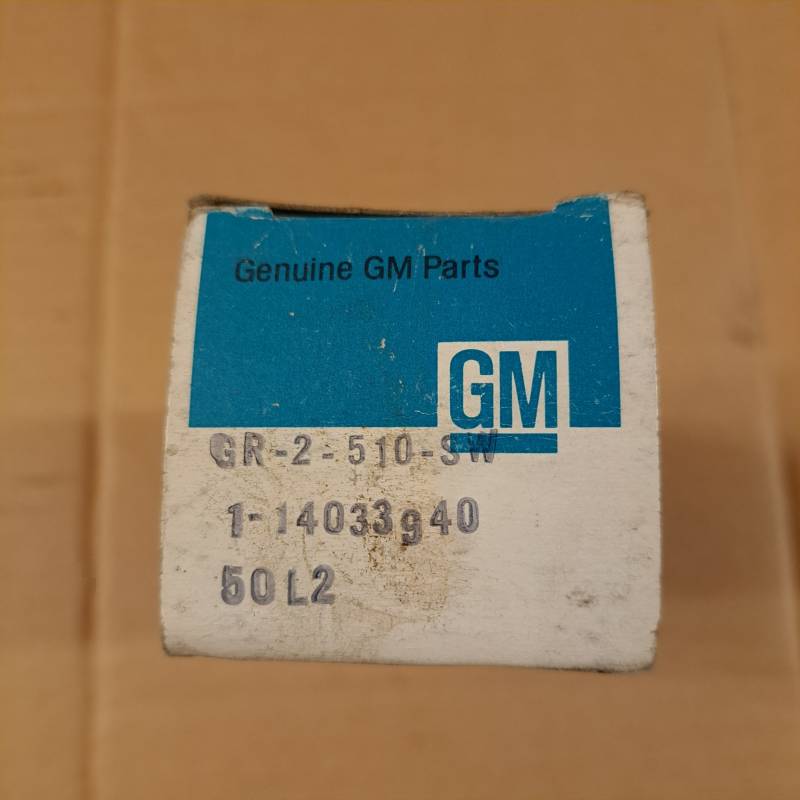 Genuine GM Parts
GM
GR-2-510-SW
1-14033940
50L2